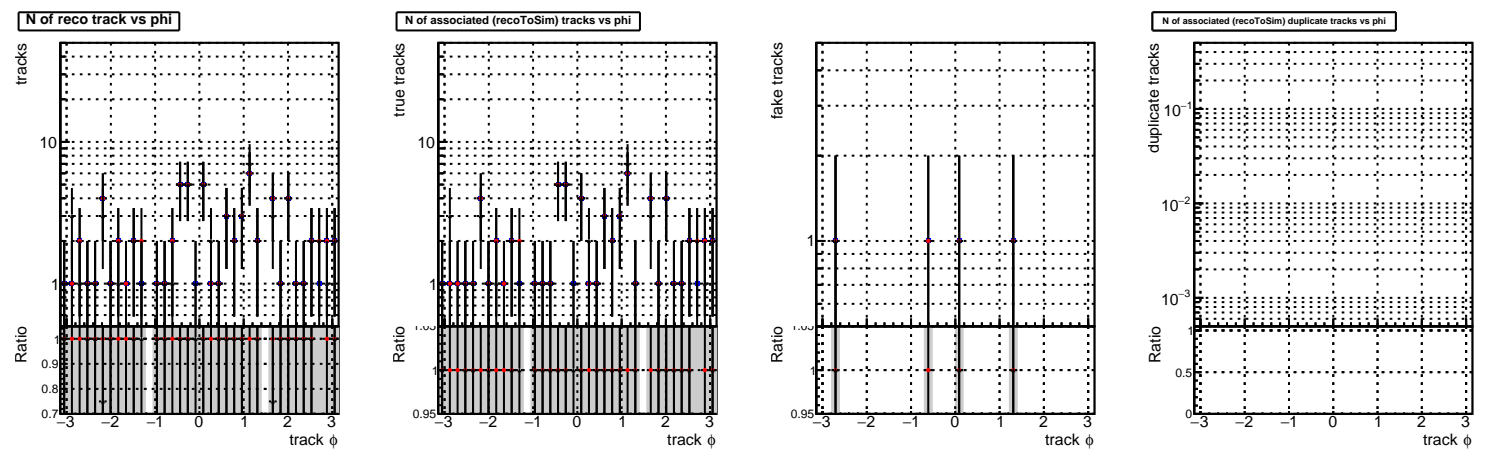 N of reco track vs phi
tracks
10
1
Ratio
1
0.9
0.8
0.7
−3 −2 −1 0 1 2 3
track ϕ
N of associated (recoToSim) tracks vs phi
true tracks
10
1
Ratio
1.05
1
0.95
−3 −2 −1 0 1 2 3
track ϕ
fake tracks
1
Ratio
1.05
1
0.95
−3 −2 −1 0 1 2 3
track ϕ
N of associated (recoToSim) duplicate tracks vs phi
duplicate tracks
10⁻¹
10⁻²
10⁻³
Ratio
1
0.5
0
−3 −2 −1 0 1 2 3
track ϕ